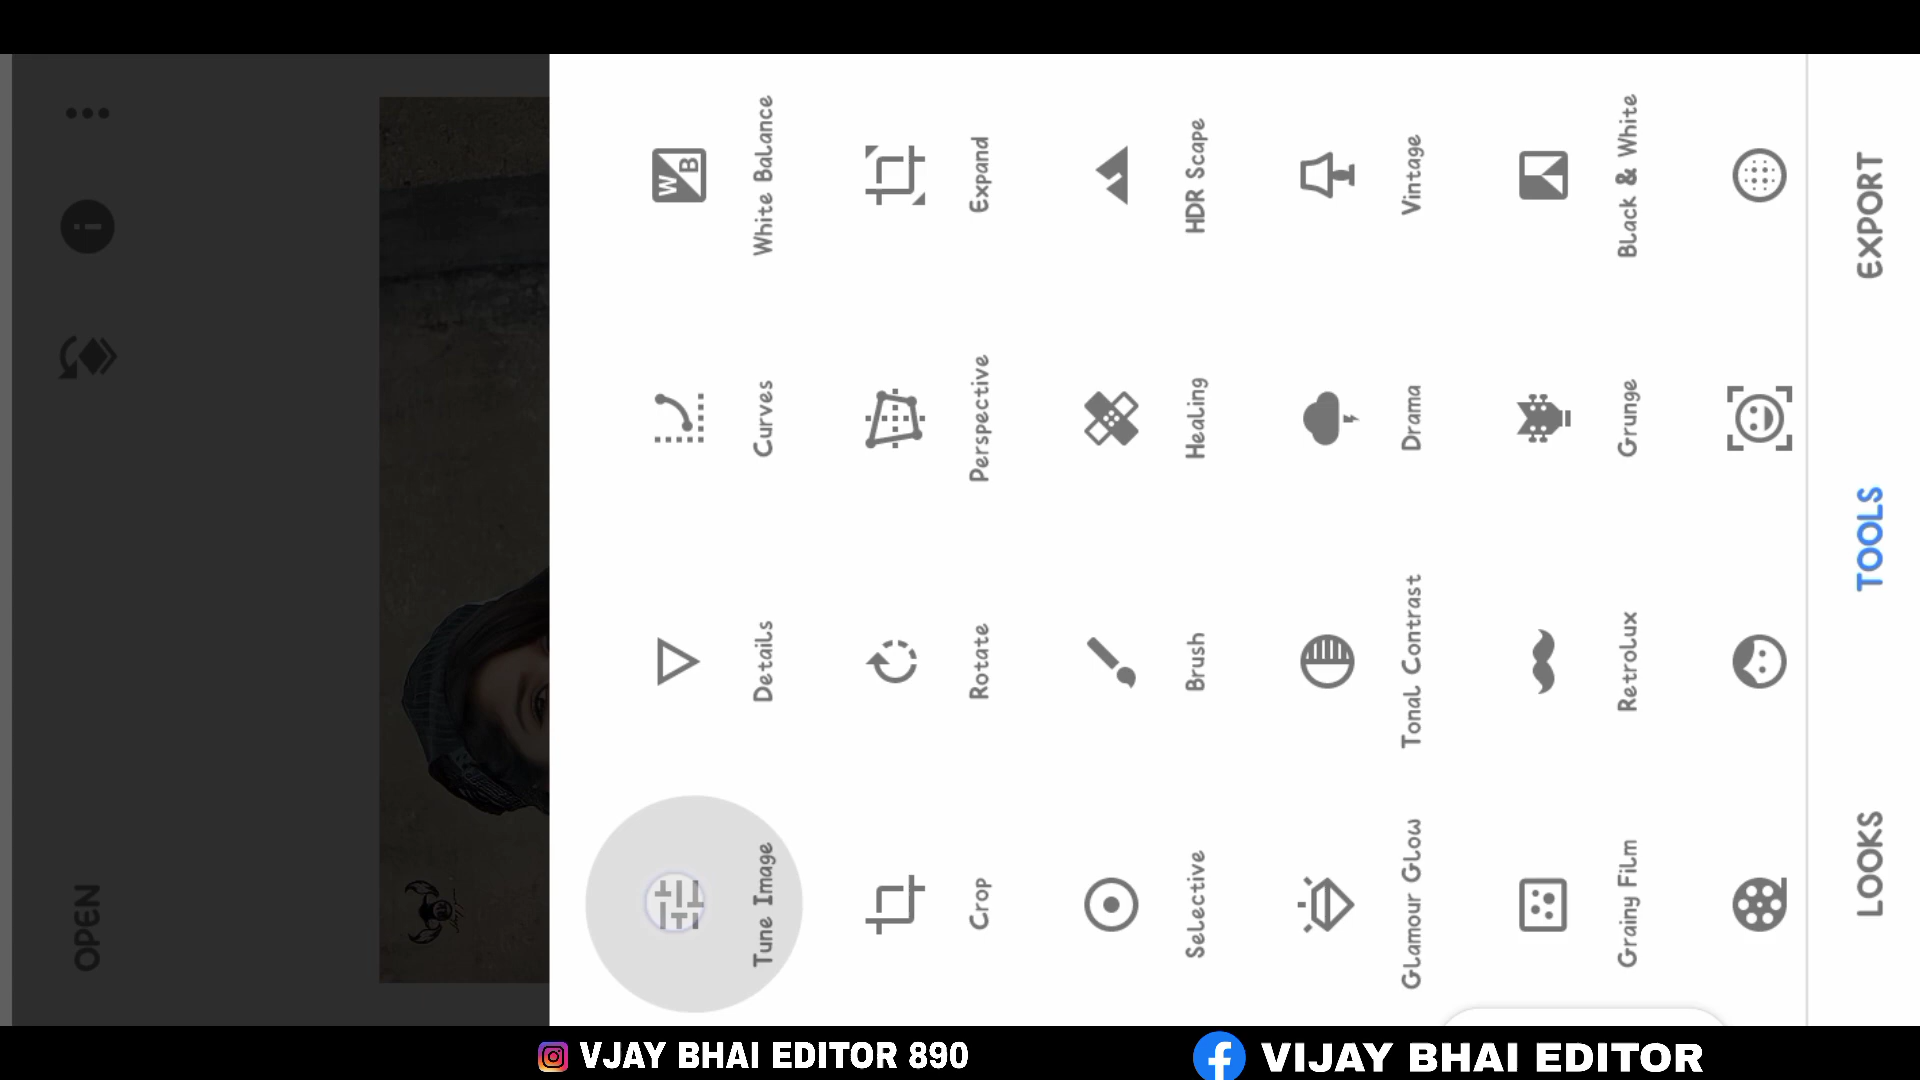 OPEN
Tune Image
Details
Curves
White Balance
Crop
Rotate
Perspective
Expand
Selective
Brush
Healing
HDR Scape
Glamour Glow
Tonal Contrast
Drama
Vintage
Grainy Film
Retrolux
Grunge
Black & White
LOOKS
TOOLS
EXPORT
VJAY BHAI EDITOR 890
VIJAY BHAI EDITOR